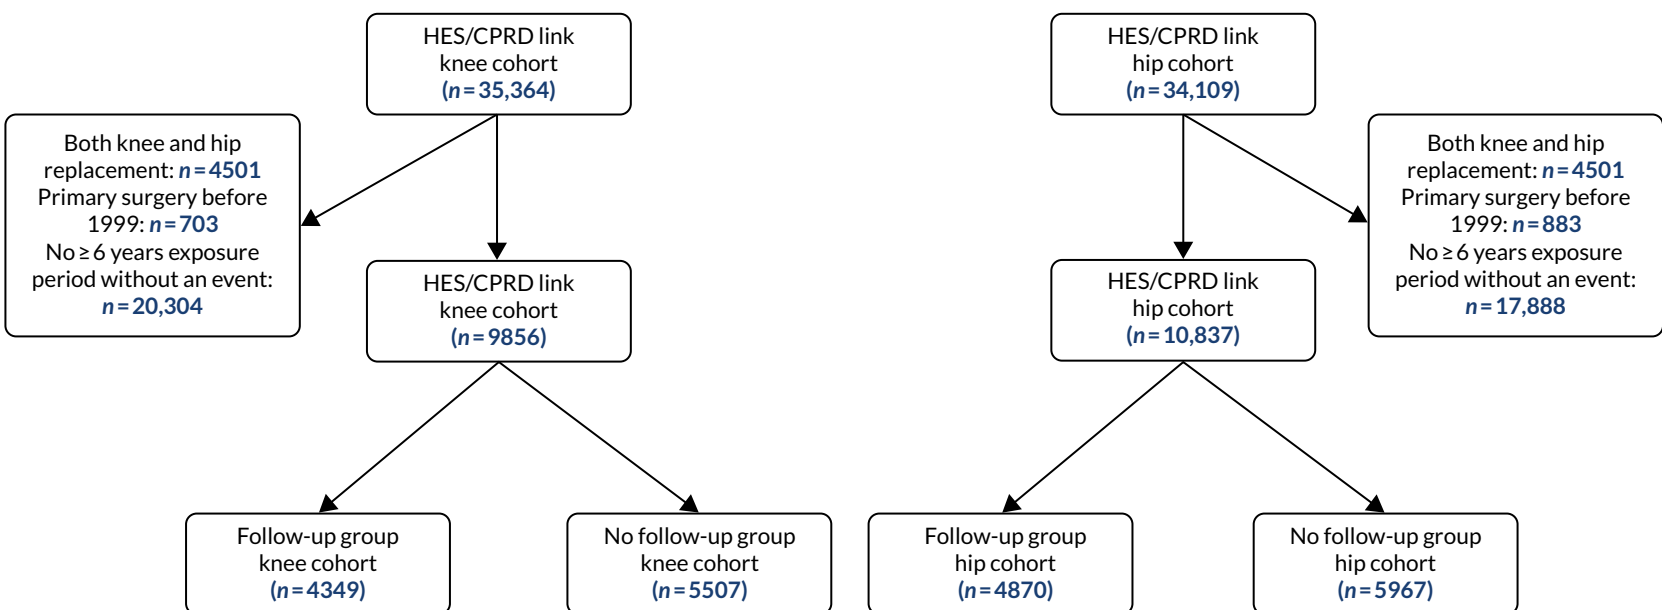 HES/CPRD link
knee cohort
(n=35,364)
HES/CPRD link
hip cohort
(n=34,109)
Both knee and hip
replacement: n=4501
Primary surgery before
1999: n=703
No ≥ 6 years exposure
period without an event:
n=20,304
Both knee and hip
replacement: n=4501
Primary surgery before
1999: n=883
No ≥ 6 years exposure
period without an event:
n=17,888
HES/CPRD link
knee cohort
(n=9856)
HES/CPRD link
hip cohort
(n=10,837)
Follow-up group
knee cohort
(n=4349)
No follow-up group
knee cohort
(n=5507)
Follow-up group
hip cohort
(n=4870)
No follow-up group
hip cohort
(n=5967)